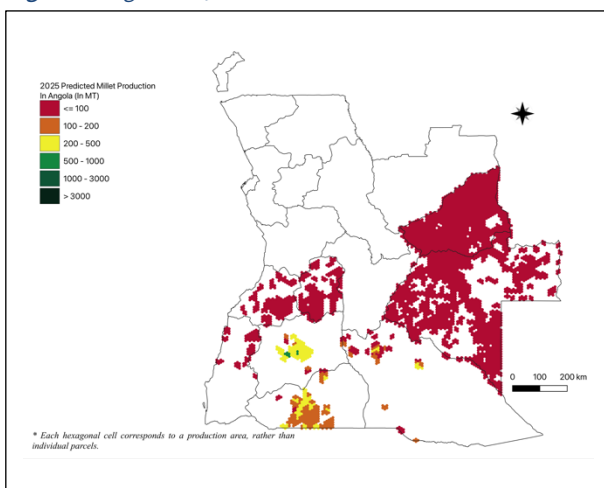 2025 Predicted Millet Production
In Angola (In MT)
<= 100
100 - 200
200 - 500
500 - 1000
1000 - 3000
> 3000
0 100 200 km
* Each hexagonal cell corresponds to a production area, rather than
individual parcels.